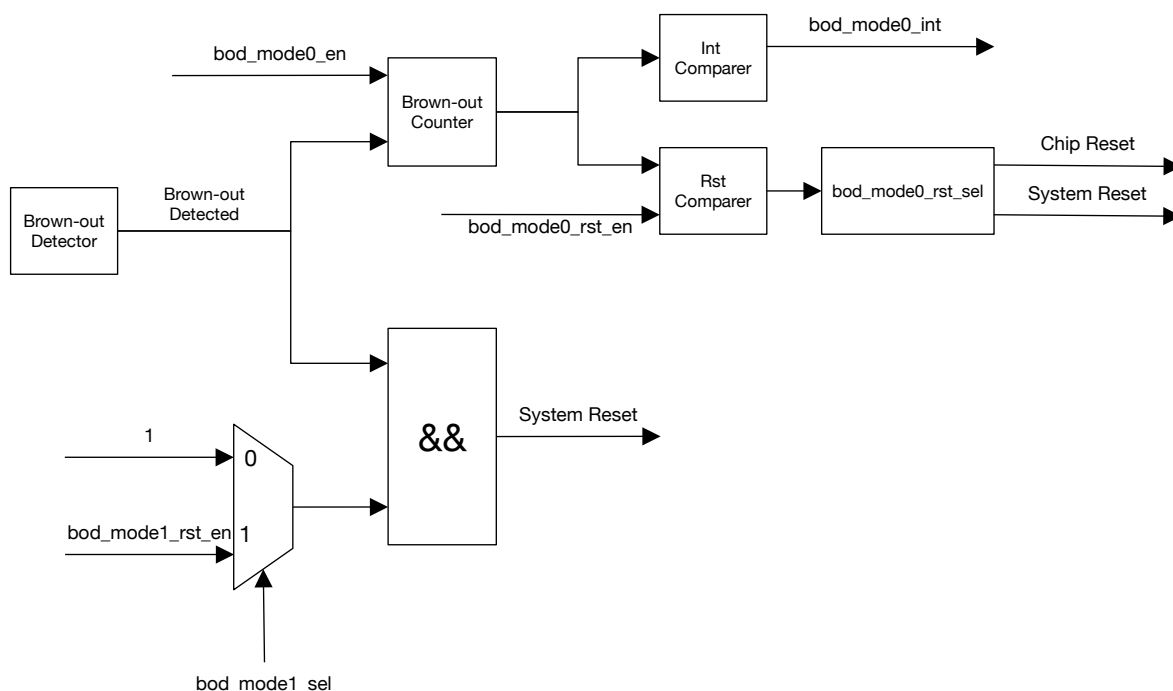 bod_mode0_en
Brown-out
Counter
Int
Comparer
bod_mode0_int
Brown-out
Detector
Brown-out
Detected
bod_mode0_rst_en
Rst
Comparer
bod_mode0_rst_sel
Chip Reset
System Reset
&&
System Reset
1
0
bod_mode1_rst_en
1
bod_mode1_sel